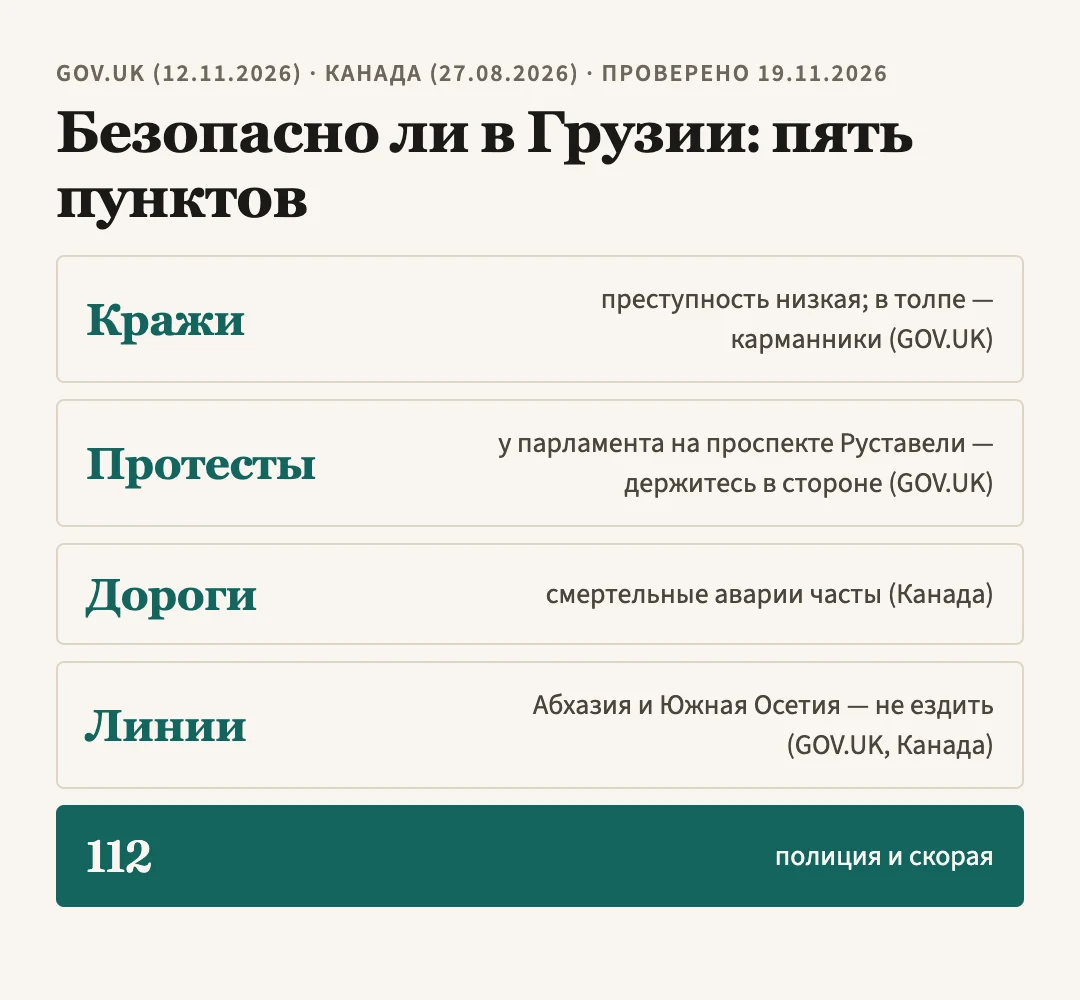 GOV.UK (12.11.2026) · КАНАДА (27.08.2026) · ПРОВЕРЕНО 19.11.2026
Безопасно ли в Грузии: пять
пунктов
Кражи
преступность низкая; в толпе —
карманники (GOV.UK)
Протесты
у парламента на проспекте Руставели —
держитесь в стороне (GOV.UK)
Дороги
смертельные аварии часты (Канада)
Линии
Абхазия и Южная Осетия — не ездить
(GOV.UK, Канада)
112
полиция и скорая